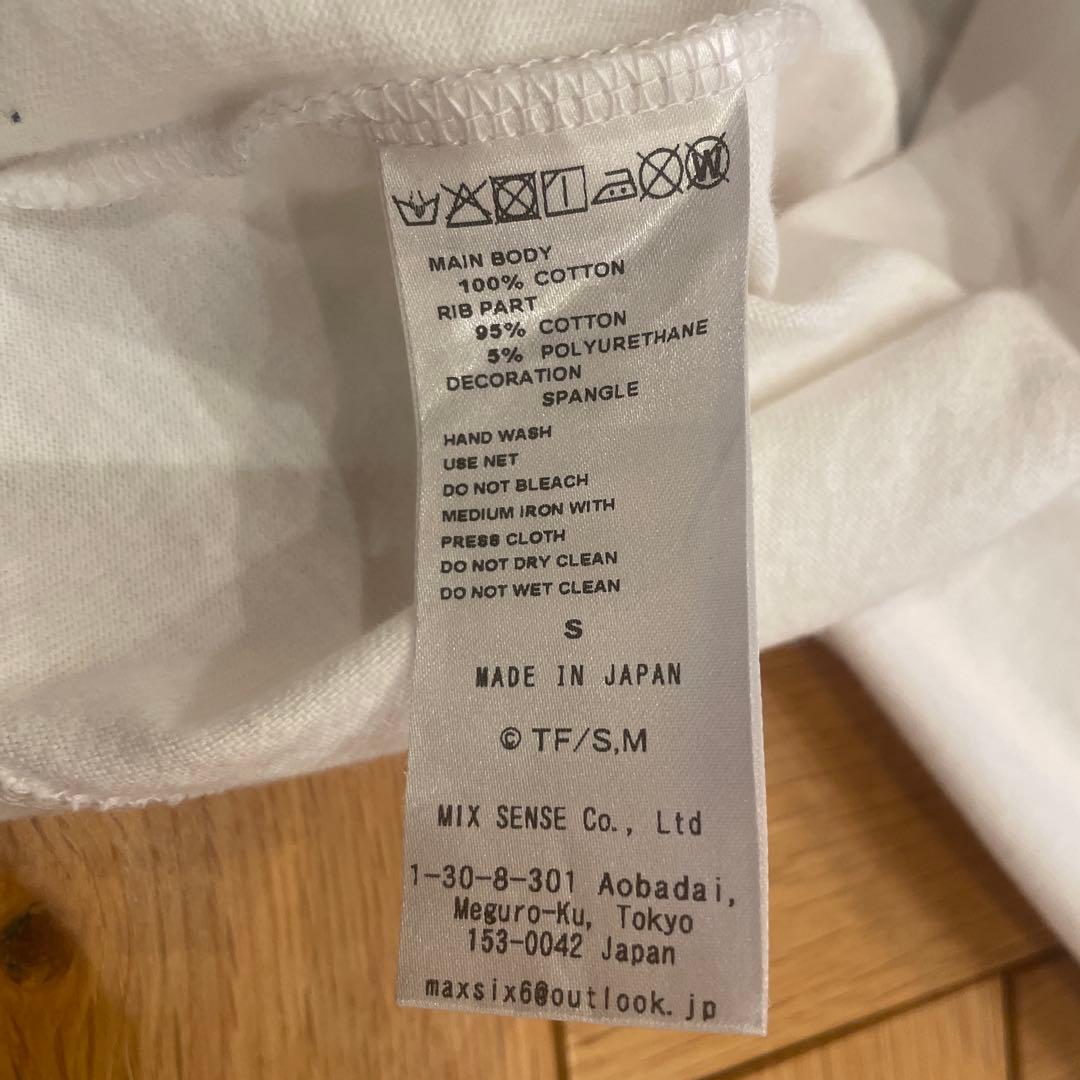 W
MAIN BODY
100% COTTON
RIB PART
95% COTTON
5% POLYURETHANE
DECORATION
SPANGLE
HAND WASH
USE NET
DO NOT BLEACH
MEDIUM IRON WITH
PRESS CLOTH
DO NOT DRY CLEAN
DO NOT WET CLEAN
S
MADE IN JAPAN
© TF/S,M
MIX SENSE Co., Ltd
1-30-8-301 Aobadai,
Meguro-Ku, Tokyo
153-0042 Japan
maxsix6@outlook.jp